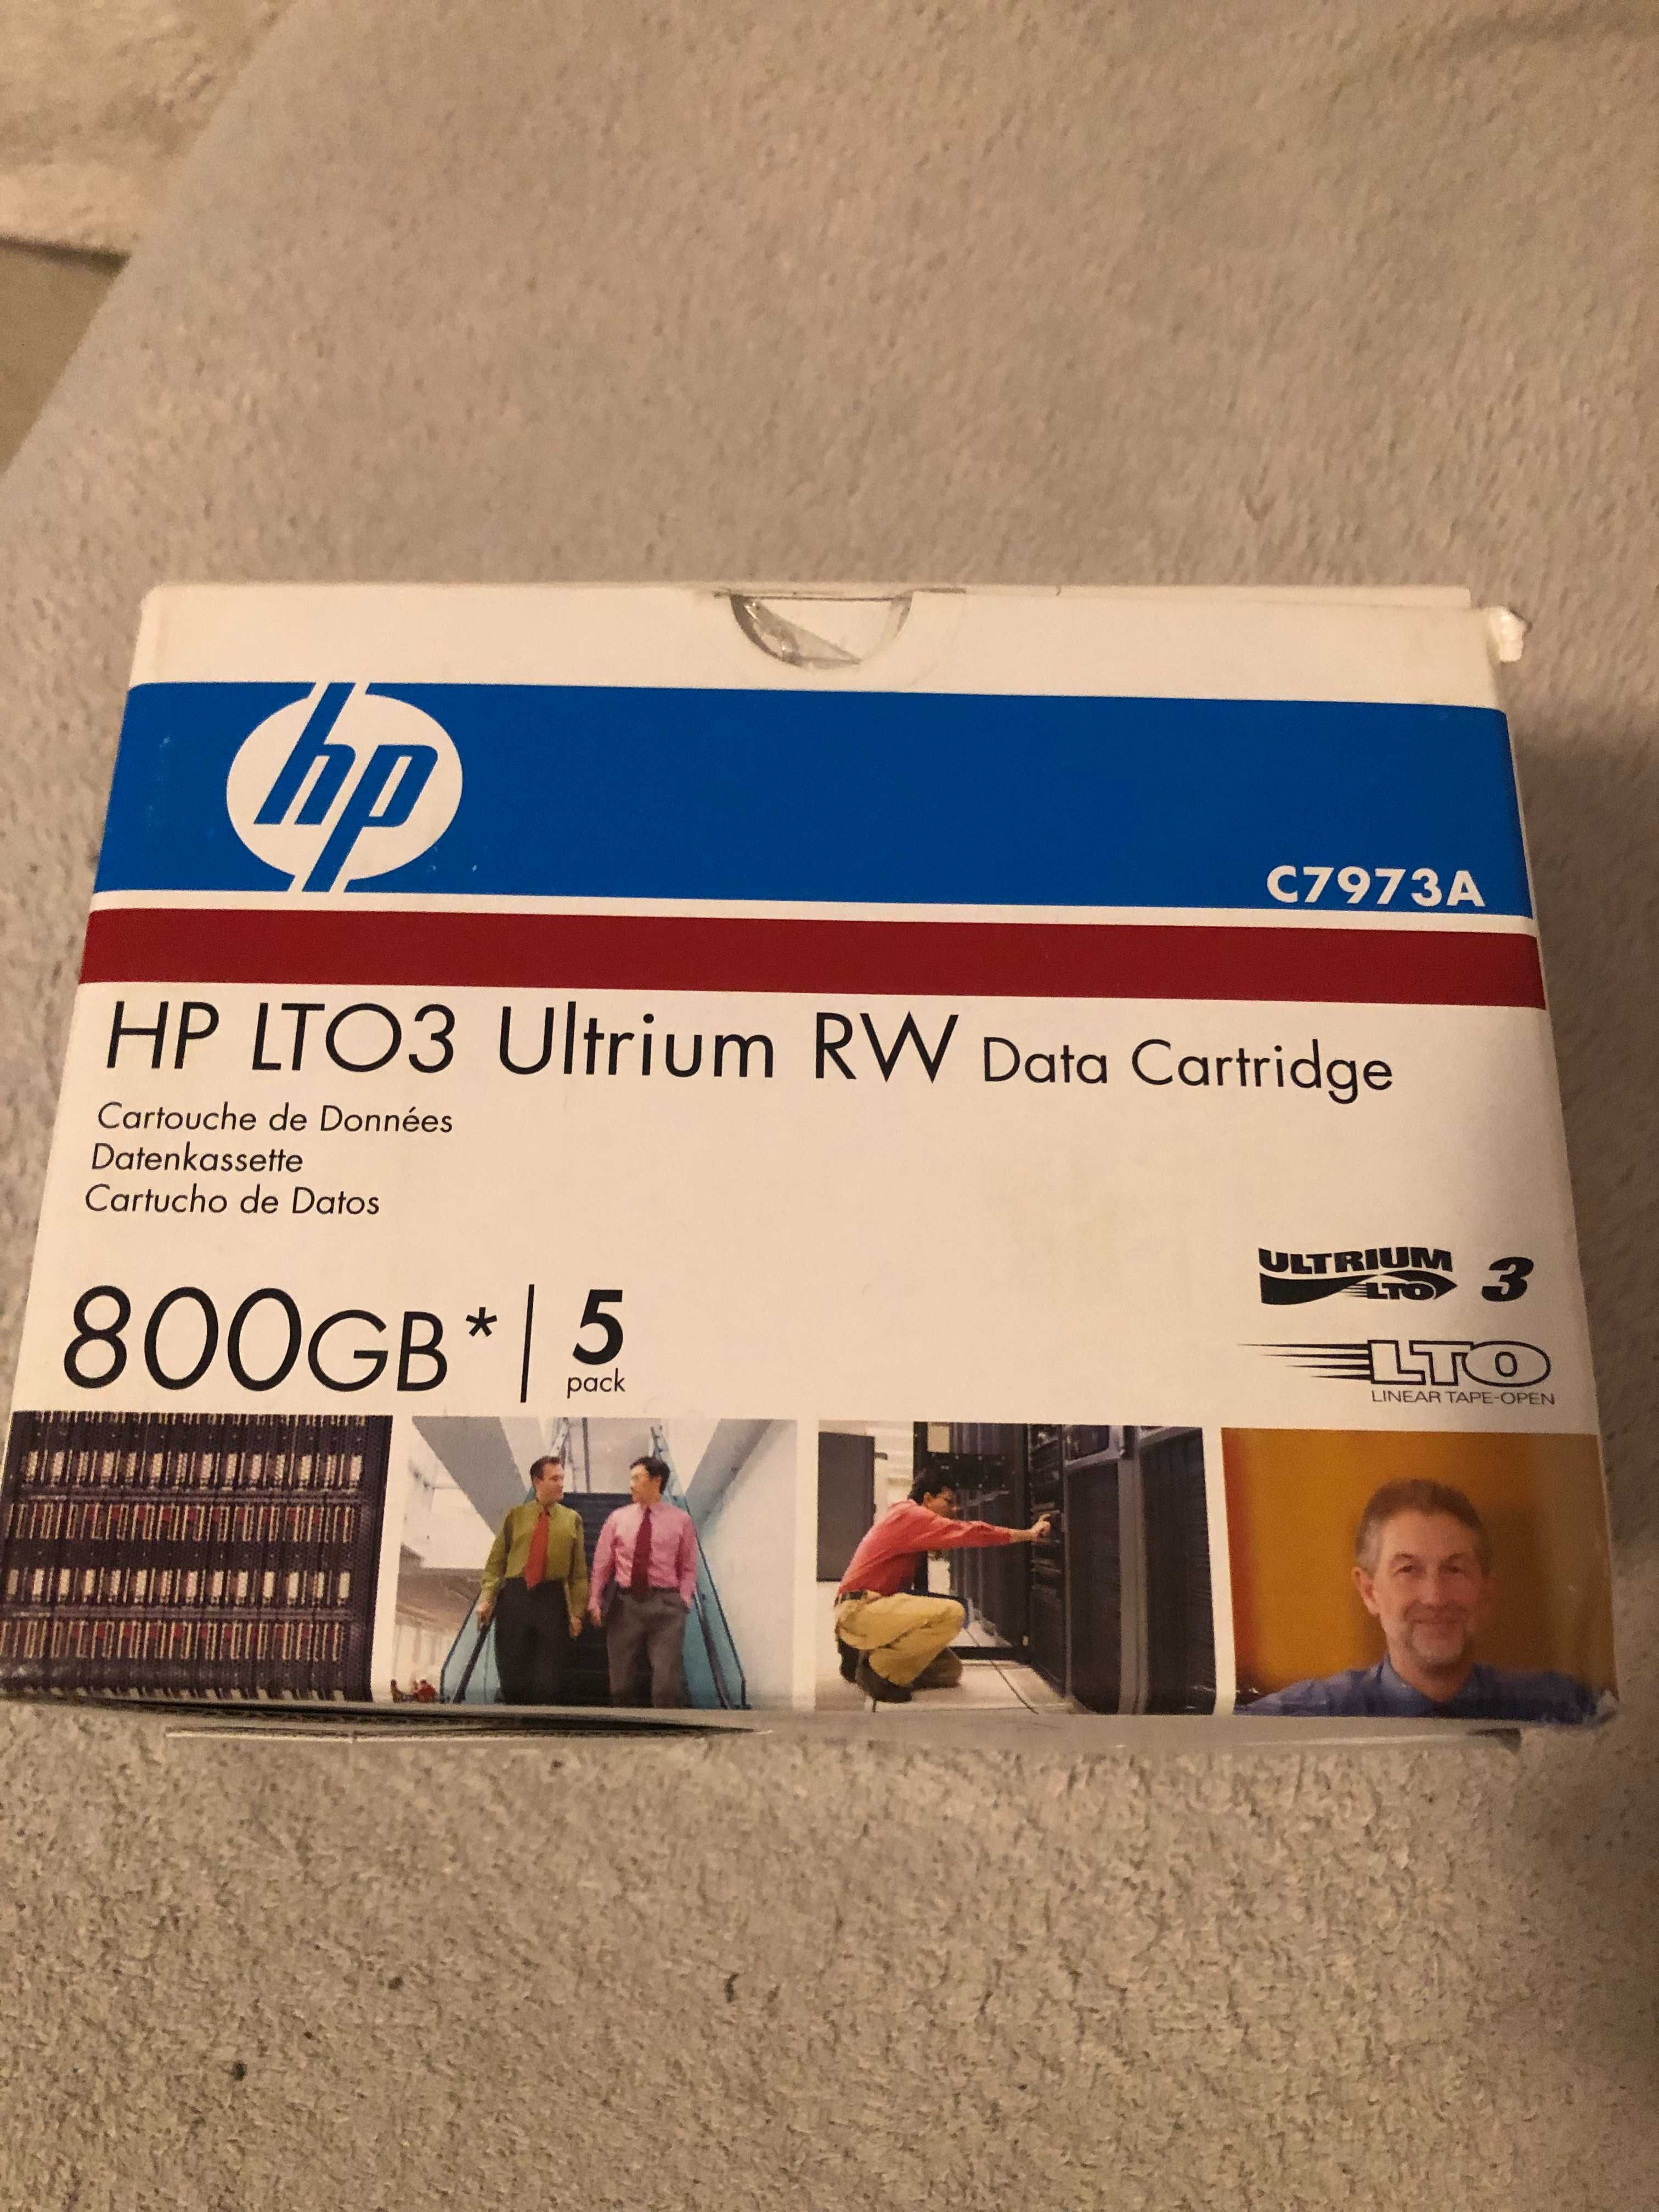 hp
C7973A
HP LTO3 Ultrium RW Data Cartridge
Cartouche de Données
Datenkassette
Cartucho de Datos
800GB* | 5 pack
ULTRIUM LTO 3
LTO
LINEAR TAPE-OPEN